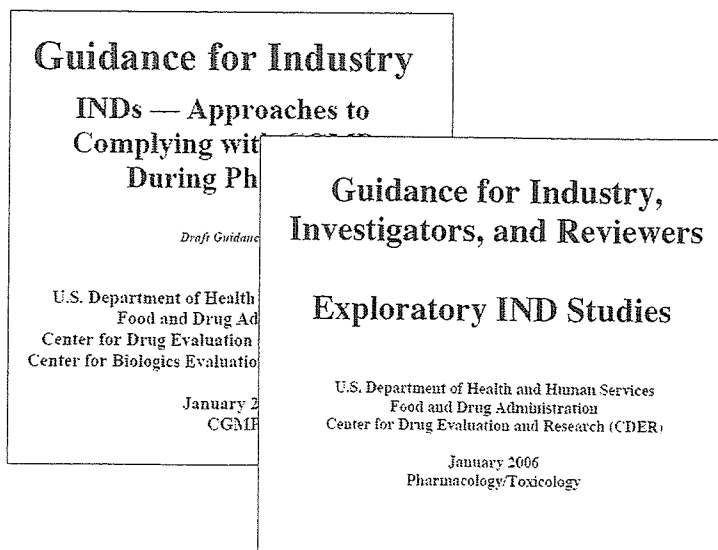 Guidance for Industry
INDs — Approaches to
Complying with
During Ph
Draft Guidanc
U.S. Department of Health
Food and Drug Ad
Center for Drug Evaluation
Center for Biologics Evaluatio
January 2
CGMP
Guidance for Industry,
Investigators, and Reviewers
Exploratory IND Studies
U.S. Department of Health and Human Services
Food and Drug Administration
Center for Drug Evaluation and Research (CDER)
January 2006
Pharmacology/Toxicology